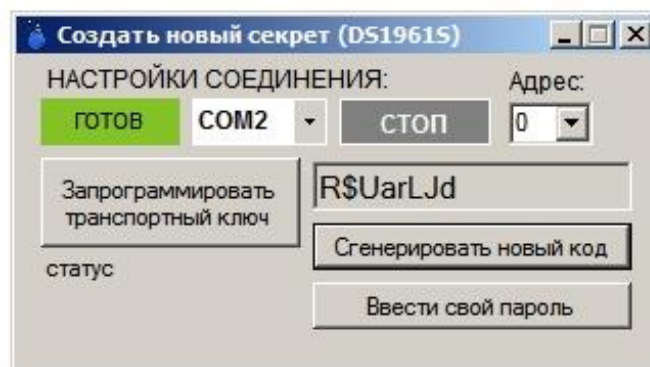 Создать новый секрет (DS1961S)
НАСТРОЙКИ СОЕДИНЕНИЯ:
Адрес:
ГОТОВ COM2 СТОП 0
Запрограммировать
транспортный ключ
R$UarLJd
Сгенерировать новый код
статус
Ввести свой пароль